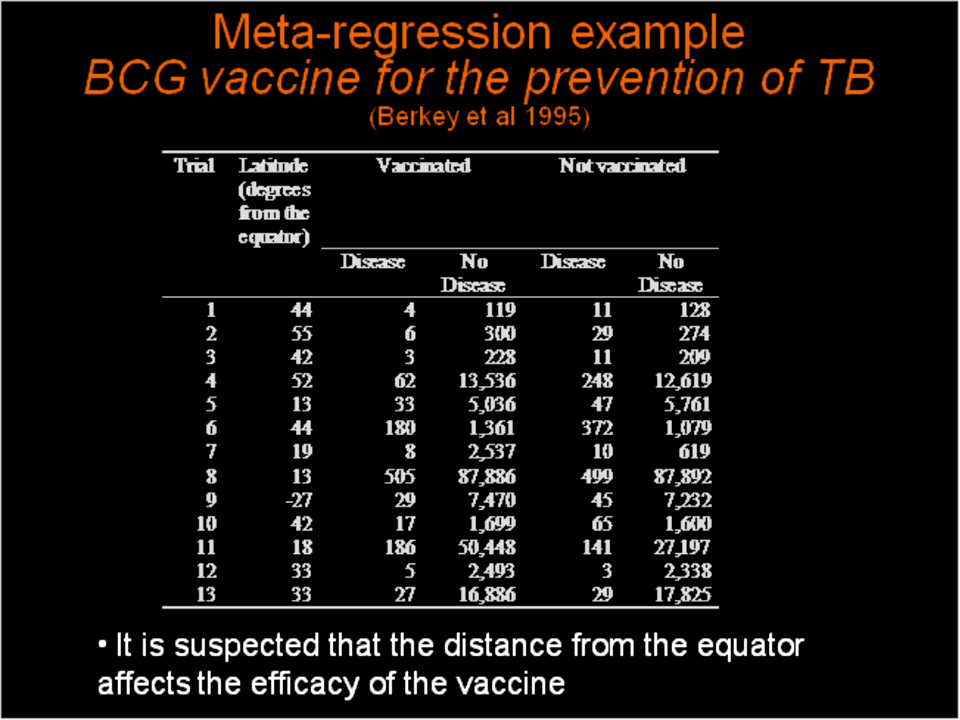 Meta-regression example
BCG vaccine for the prevention of TB
(Berkey et al 1995)
Trial Latitude Vaccinated Not vaccinated
(degrees
from the
equator)
Disease No Disease No
Disease Disease
1 44 4 119 11 128
2 55 6 300 29 274
3 42 3 228 11 209
4 52 62 13,536 248 12,619
5 13 33 5,036 47 5,761
6 44 180 1,361 372 1,079
7 19 8 2,537 10 619
8 13 505 87,886 499 87,892
9 -27 29 7,470 45 7,232
10 42 17 1,699 65 1,600
11 18 186 50,448 141 27,197
12 33 5 2,493 3 2,338
13 33 27 16,886 29 17,825
• It is suspected that the distance from the equator
affects the efficacy of the vaccine